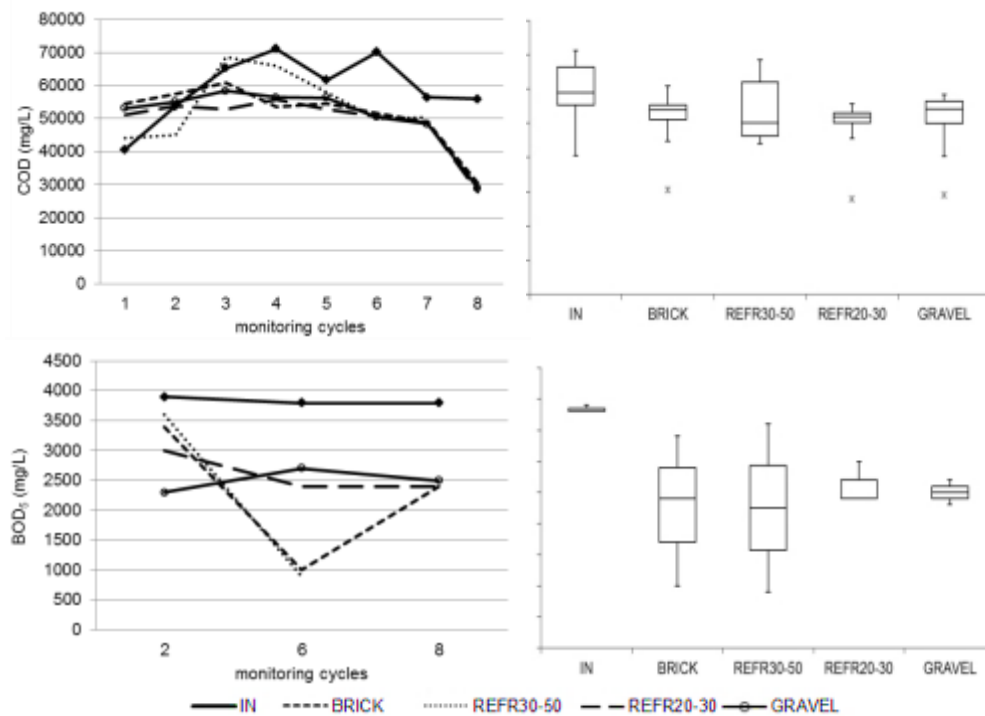 80000
70000
60000
50000
40000
30000
20000
10000
0
COD (mg/L)
1 2 3 4 5 6 7 8
monitoring cycles
x x x
IN BRICK REFR30-50 REFR20-30 GRAVEL
4500
4000
3500
3000
2500
2000
1500
1000
500
0
BOD₅ (mg/L)
2 6 8
monitoring cycles
IN BRICK REFR30-50 REFR20-30 GRAVEL
IN BRICK REFR30-50 REFR20-30 GRAVEL